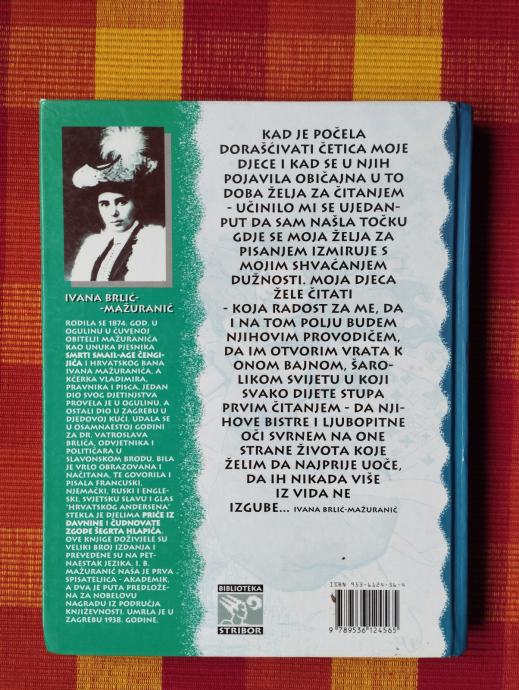 IVANA BRLIĆ-
-MAŽURANIĆ
RODILA SE 1874. GOD. U
OGULINU U ČUVENOJ
OBITELJI MAŽURANIĆA
KAO UNUKA PJESNIKA
SMRTI SMAIL-AGE ČENGI-
JIĆA I HRVATSKOG BANA
IVANA MAŽURANIĆA, A
KĆERKA VLADIMIRA,
PRAVNIKA I PISCA. JEDAN
DIO SVOG DJETINJSTVA
PROVELA JE U OGULINU, A
OSTALI DIO U ZAGREBU U
DJEDOVOJ KUĆI. UDALA SE
U OSAMNAESTOJ GODINI
ZA DR. VATROSLAVA
BRLIĆA, ODVJETNIKA I
POLITIČARA U
SLAVONSKOM BRODU. BILA
JE VRLO OBRAZOVANA I
NAČITANA, TE GOVORILA I
PISALA FRANCUSKI,
NJEMAČKI, RUSKI I ENGLE-
SKI. SVJETSKU SLAVU I GLAS
"HRVATSKOG ANDERSENA"
STEKLA JE DJELIMA PRIČE IZ
DAVNINE I ČUDNOVATE
ZGODE ŠEGRTA HLAPIĆA.
OVE KNJIGE DOŽIVJELE SU
VELIKI BROJ IZDANJA I
PREVEDENE SU NA PET-
NAESTAK JEZIKA. I. B.
MAŽURANIĆ NAŠA JE PRVA
SPISATELJICA - AKADEMIK,
A DVA JE PUTA PREDLOŽE-
NA ZA NOBELOVU
NAGRADU IZ PODRUČJA
KNJIŽEVNOSTI. UMRLA JE U
ZAGREBU 1938. GODINE.
KAD JE POČELA
DORAŠĆIVATI ČETICA MOJE
DJECE I KAD SE U NJIH
POJAVILA OBIČAJNA U TO
DOBA ŽELJA ZA ČITANJEM
- UČINILO MI SE UJEDAN-
PUT DA SAM NAŠLA TOČKU
GDJE SE MOJA ŽELJA ZA
PISANJEM IZMIRUJE S
MOJIM SHVAĆANJEM
DUŽNOSTI. MOJA DJECA
ŽELE ČITATI
- KOJA RADOST ZA ME, DA
I NA TOM POLJU BUDEM
NJIHOVIM PROVODIČEM,
DA IM OTVORIM VRATA K
ONOM BAJNOM, ŠARO-
LIKOM SVIJETU U KOJI
SVAKO DIJETE STUPA
PRVIM ČITANJEM - DA NJI-
HOVE BISTRE I LJUBOPITNE
OČI SVRNEM NA ONE
STRANE ŽIVOTA KOJE
ŽELIM DA NAJPRIJE UOČE,
DA IH NIKADA VIŠE
IZ VIDA NE
IZGUBE... IVANA BRLIĆ-MAŽURANIĆ
BIBLIOTEKA
STRIBOR
ISBN 953-6124-56-4
9 789536 124565